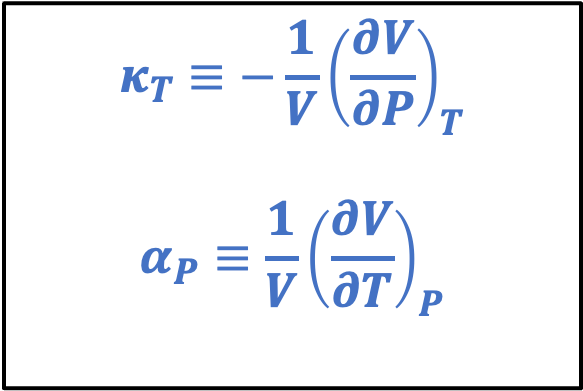 κ_T ≡ − 1/V (∂V/∂P)_T
α_P ≡ 1/V (∂V/∂T)_P